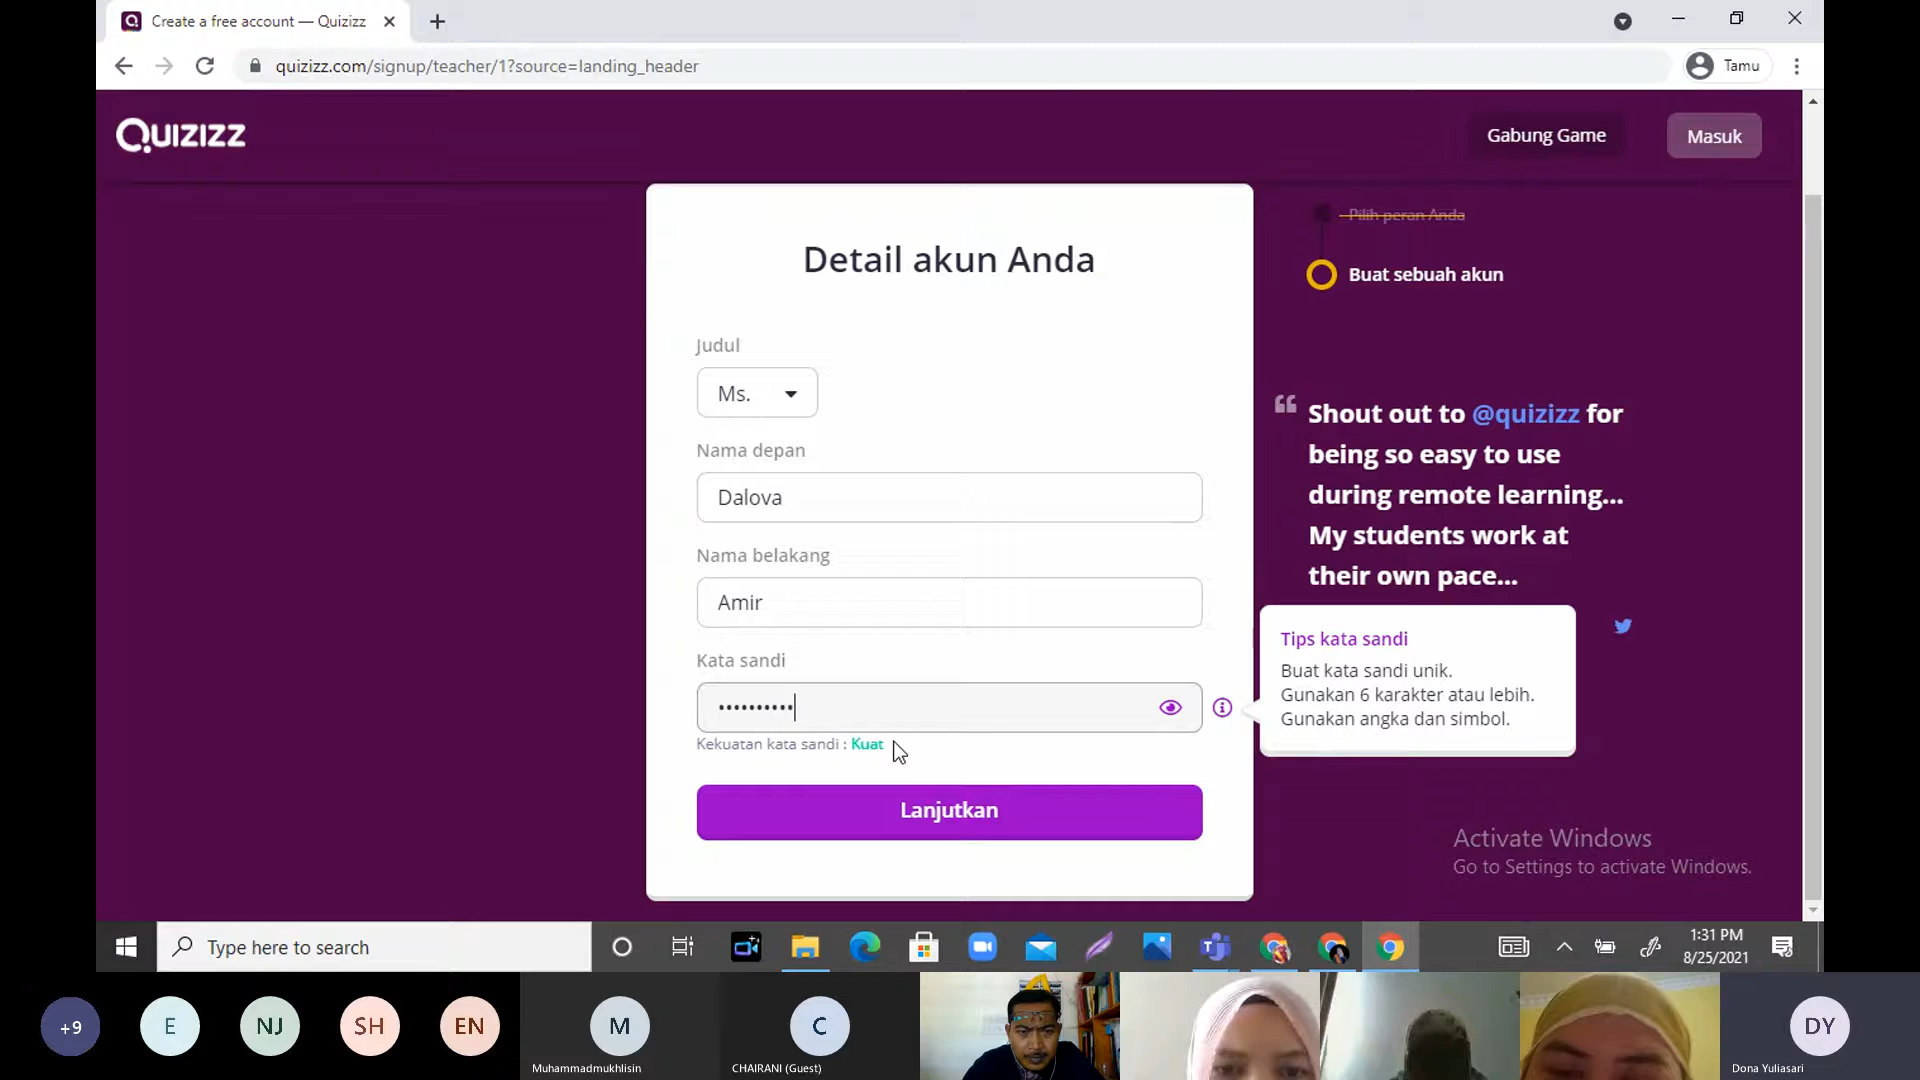 Create a free account — Quizizz
quizizz.com/signup/teacher/1?source=landing_header
Tamu
Quizizz
Gabung Game
Masuk
Pilih peran Anda
Buat sebuah akun
Detail akun Anda
Judul
Ms.
Nama depan
Dalova
Nama belakang
Amir
Kata sandi
••••••••••
Kekuatan kata sandi : Kuat
Lanjutkan
“ Shout out to @quizizz for
being so easy to use
during remote learning...
My students work at
their own pace...
Tips kata sandi
Buat kata sandi unik.
Gunakan 6 karakter atau lebih.
Gunakan angka dan simbol.
Activate Windows
Go to Settings to activate Windows.
Type here to search
1:31 PM
8/25/2021
+9
E
NJ
SH
EN
M
Muhammadmukhlisin
C
CHAIRANI (Guest)
DY
Dona Yuliasari